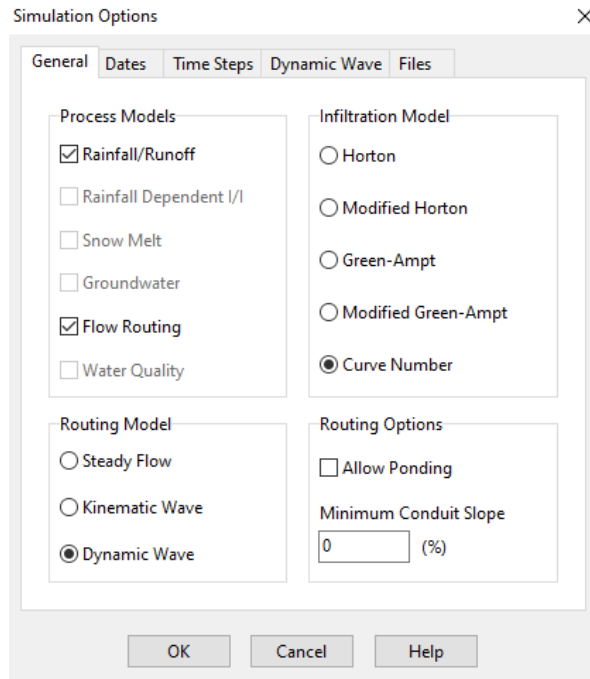 Simulation Options
General Dates Time Steps Dynamic Wave Files
Process Models
Rainfall/Runoff
Rainfall Dependent I/I
Snow Melt
Groundwater
Flow Routing
Water Quality
Infiltration Model
Horton
Modified Horton
Green-Ampt
Modified Green-Ampt
Curve Number
Routing Model
Steady Flow
Kinematic Wave
Dynamic Wave
Routing Options
Allow Ponding
Minimum Conduit Slope
0 (%)
OK Cancel Help